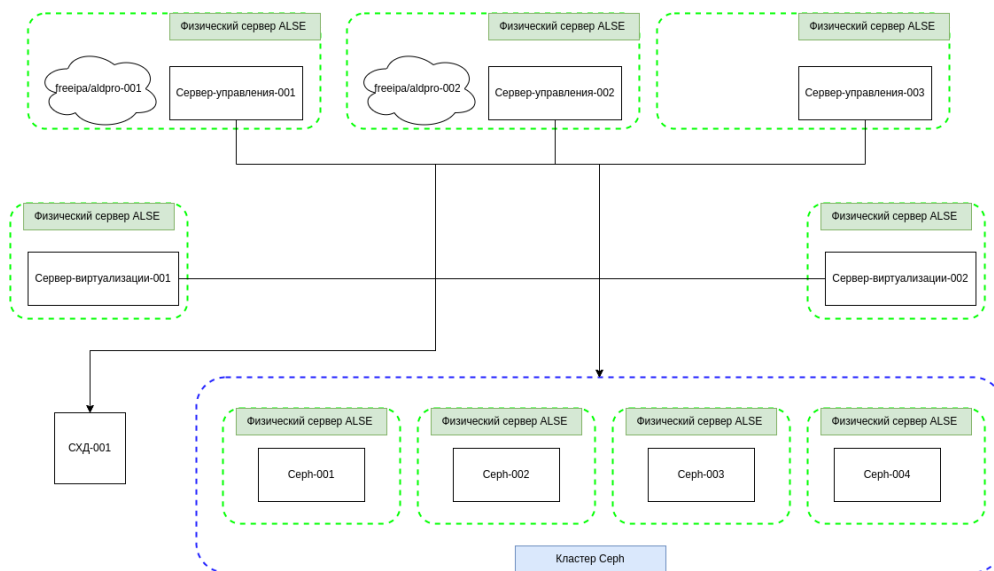 Физический сервер ALSE
Физический сервер ALSE
Физический сервер ALSE
freeipa/aldpro-001
Сервер-управления-001
freeipa/aldpro-002
Сервер-управления-002
Сервер-управления-003
Физический сервер ALSE
Физический сервер ALSE
Сервер-виртуализации-001
Сервер-виртуализации-002
СХД-001
Физический сервер ALSE
Физический сервер ALSE
Физический сервер ALSE
Физический сервер ALSE
Ceph-001
Ceph-002
Ceph-003
Ceph-004
Кластер Ceph